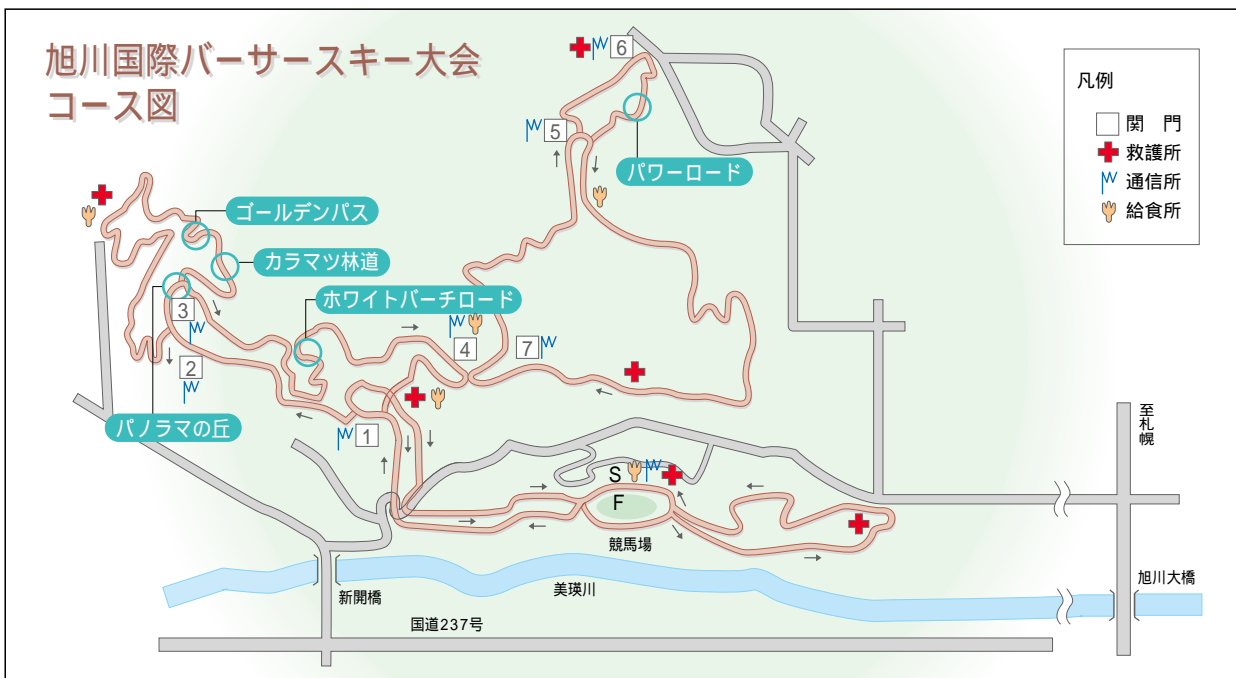 旭川国際バーサースキー大会
コース図
凡例
関 門
救護所
通信所
給食所
6
5
パワーロード
ゴールデンパス
カラマツ林道
ホワイトバーチロード
3
2
4
7
パノラマの丘
1
至札幌
S
F
競馬場
新開橋
美瑛川
旭川大橋
国道237号